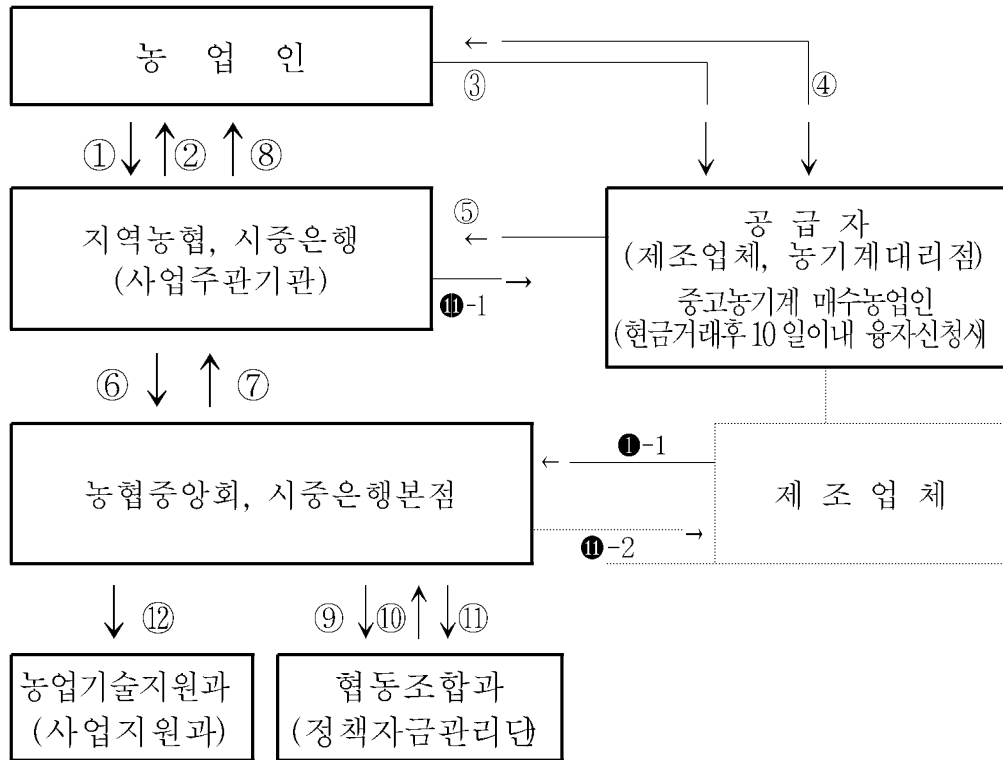 농 업 인
←
③
④
① ② ⑧
지역농협, 시중은행
(사업주관기관)
⑤
←
→
⓫-1
공 급 자
(제조업체, 농기계대리점)
중고농기계 매수농업인
(현금거래후 10일이내 융자신청시
⑥ ⑦
농협중앙회, 시중은행본점
❶-1
←
→
⓫-2
제 조 업 체
⑫ ⑨ ⑩ ⑪
농업기술지원과
(사업지원과)
협동조합과
(정책자금관리단)